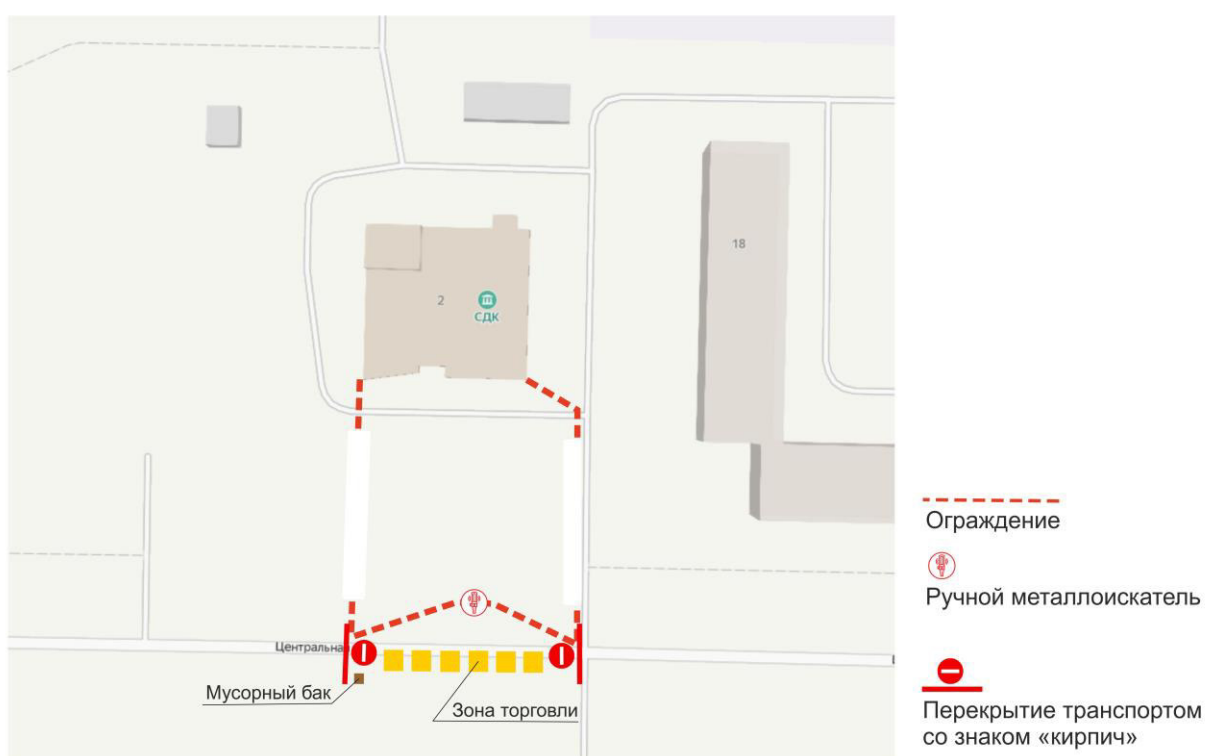 18
2
СДК
Центральна
Мусорный бак
Зона торговли
Ограждение
Ручной металлоискатель
Перекрытие транспортом
со знаком «кирпич»